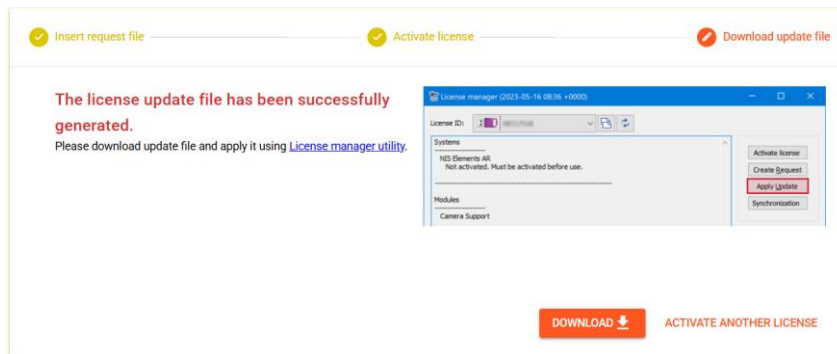 Insert request file
Activate license
Download update file
The license update file has been successfully
generated.
Please download update file and apply it using License manager utility.
License manager (2023-05-16 08:36 +0000)
License ID:
Systems
NIS Elements AR
Not activated. Must be activated before use.
Modules
Camera Support
Activate license
Create Request
Apply Update
Synchronization
DOWNLOAD
ACTIVATE ANOTHER LICENSE